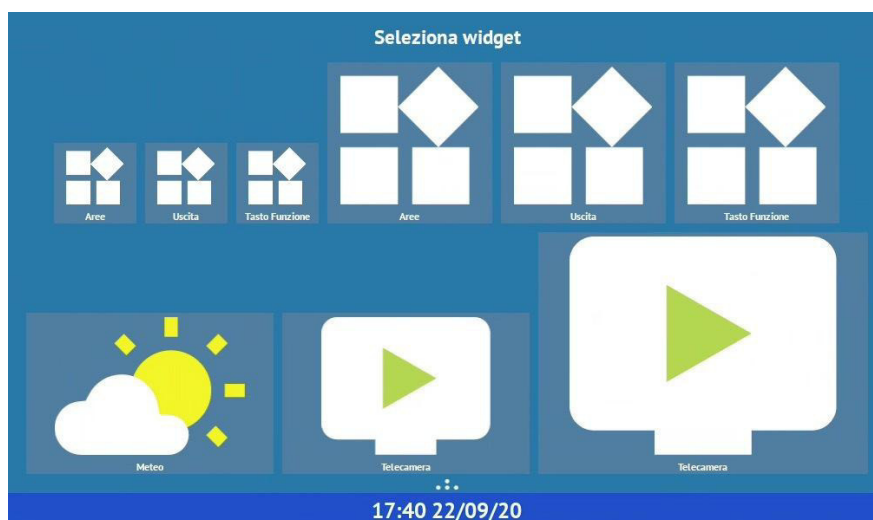 Seleziona widget
Aree
Uscita
Tasto Funzione
Aree
Uscita
Tasto Funzione
Meteo
Telecamera
Telecamera
17:40 22/09/20